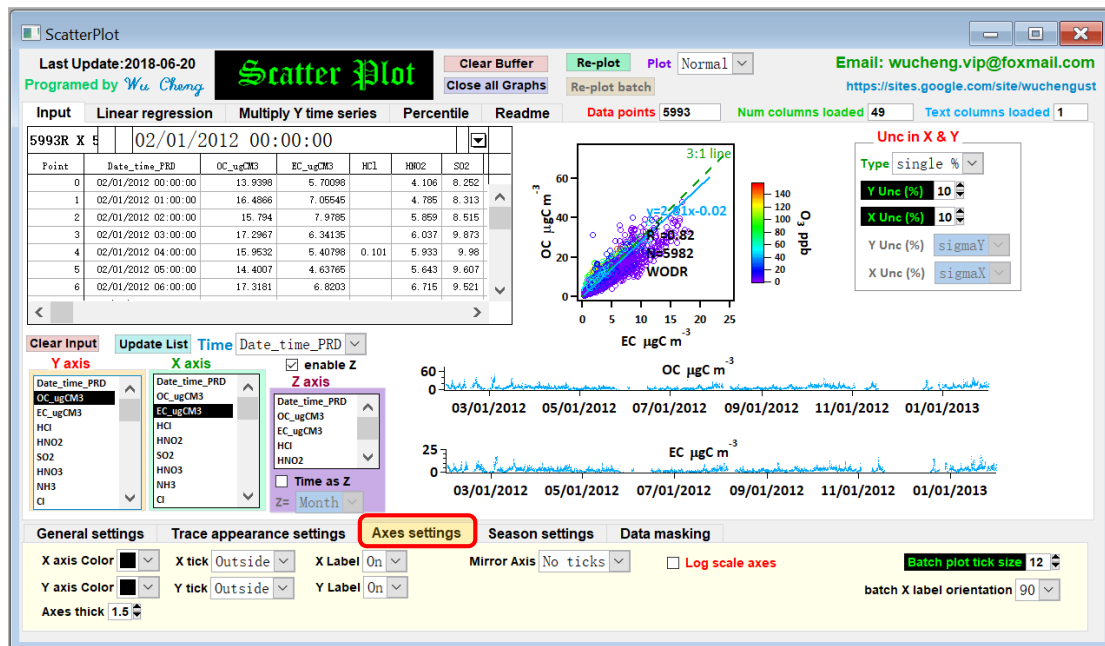 ScatterPlot
Last Update:2018-06-20
Programed by Wu Cheng
Scatter Plot
Clear Buffer
Close all Graphs
Re-plot
Plot Normal
Re-plot batch
Email: wucheng.vip@foxmail.com
https://sites.google.com/site/wuchengust
Input Linear regression Multiply Y time series Percentile Readme
Data points 5993 Num columns loaded 49 Text columns loaded 1
5993R X 5 02/01/2012 00:00:00
Point Date_time_PRD OC_ugCM3 EC_ugCM3 HCl HNO2 SO2
0 02/01/2012 00:00:00 13.9398 5.70098 4.106 8.252
1 02/01/2012 01:00:00 16.4866 7.05545 4.785 8.313
2 02/01/2012 02:00:00 15.794 7.9785 5.859 8.515
3 02/01/2012 03:00:00 17.2967 6.34135 6.037 9.873
4 02/01/2012 04:00:00 15.9532 5.40798 0.101 5.933 9.98
5 02/01/2012 05:00:00 14.4007 4.63765 5.643 9.607
6 02/01/2012 06:00:00 17.3181 6.8203 6.715 9.521
3:1 line
60
40
20
0
OC µgC m-3
N=5982
WODR
0 5 10 15 20 25
EC µgC m-3
140
120
100
80
60
40
20
0
O3 ppb
Unc in X & Y
Type single %
Y Unc (%) 10
X Unc (%) 10
Y Unc (%) sigmaY
X Unc (%) sigmaX
Clear Input Update List Time Date_time_PRD
Y axis
Date_time_PRD
OC_ugCM3
EC_ugCM3
HCl
HNO2
SO2
HNO3
NH3
Cl
X axis
Date_time_PRD
OC_ugCM3
EC_ugCM3
HCl
HNO2
SO2
HNO3
NH3
Cl
enable Z
Z axis
Date_time_PRD
OC_ugCM3
EC_ugCM3
HCl
HNO2
Time as Z
Z= Month
OC µgC m-3
60
0
03/01/2012 05/01/2012 07/01/2012 09/01/2012 11/01/2012 01/01/2013
EC µgC m-3
25
0
03/01/2012 05/01/2012 07/01/2012 09/01/2012 11/01/2012 01/01/2013
General settings Trace appearance settings Axes settings Season settings Data masking
X axis Color X tick Outside X Label On Mirror Axis No ticks Log scale axes Batch plot tick size 12
Y axis Color Y tick Outside Y Label On batch X label orientation 90
Axes thick 1.5